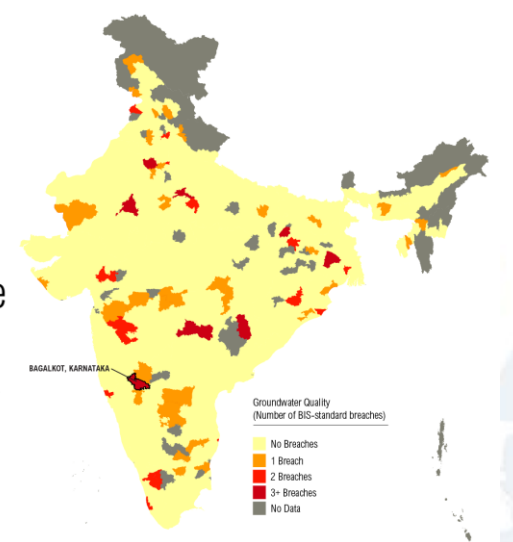 e
BAGALKOT, KARNATAKA
Groundwater Quality
(Number of BIS-standard breaches)
No Breaches
1 Breach
2 Breaches
3+ Breaches
No Data